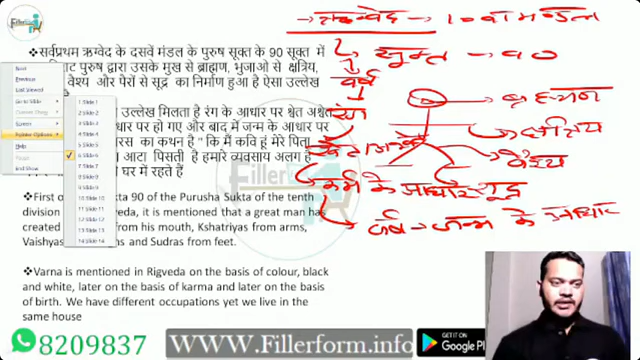 Fillerform
ऋग्वेद - 10 वा मण्डल
सूक्त - 90
वर्ण
ब्राह्मण
क्षत्रिय
वैश्य
शूद्र
कर्म के आधार
जन्म के आधार
सर्वप्रथम ऋग्वेद के दसवें मंडल के पुरुष सूक्त के 90 सूक्त में
पुरुष द्वारा उसके मुख से ब्राह्मण, भुजाओ से क्षत्रिय,
वैश्य और पैरों से सूद्र का निर्माण हुआ है ऐसा उल्लेख
उल्लेख मिलता है रंग के आधार पर श्वेत अश्वेत
आधार पर हो गए और बाद में जन्म के आधार पर
का कथन है " कि मैं कवि हूं मेरे पिता
आटा पिसती है हमारे व्यवसाय अलग है
घर में रहते हैं
Next
Previous
Last Viewed
Go to Slide
Screen
Pointer Options
Help
Pause
End Show
1 Slide 1
2 Slide 2
3 Slide 3
4 Slide 4
5 Slide 5
6 Slide 6
7 Slide 7
8 Slide 8
9 Slide 9
10 Slide 10
11 Slide 11
12 Slide 12
13 Slide 13
14 Slide 14
First 90 of the Purusha Sukta of the tenth
division it is mentioned that a great man has
created from his mouth, Kshatriyas from arms,
Vaishyas and Sudras from feet.
Varna is mentioned in Rigveda on the basis of colour, black
and white, later on the basis of karma and later on the basis
of birth. We have different occupations yet we live in the
same house
8209837
WWW.Fillerform.info
GET IT ON
Google Pl